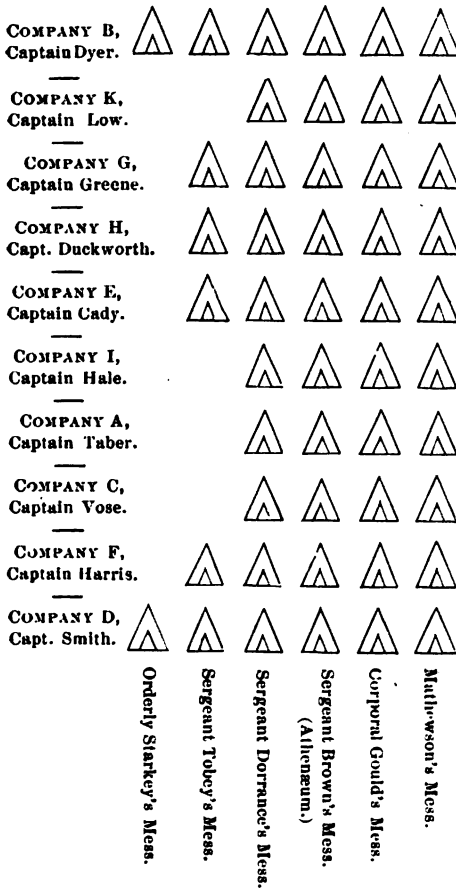 COMPANY B,
Captain Dyer.
COMPANY K,
Captain Low.
COMPANY G,
Captain Greene.
COMPANY H,
Capt. Duckworth.
COMPANY E,
Captain Cady.
COMPANY I,
Captain Hale.
COMPANY A,
Captain Taber.
COMPANY C,
Captain Vose.
COMPANY F,
Captain Harris.
COMPANY D,
Capt. Smith.
Orderly Starkey's Mess.
Sergeant Tobey's Mess.
Sergeant Dorrance's Mess.
Sergeant Brown's Mess.
(Athenæum.)
Corporal Gould's Mess.
Mathewson's Mess.